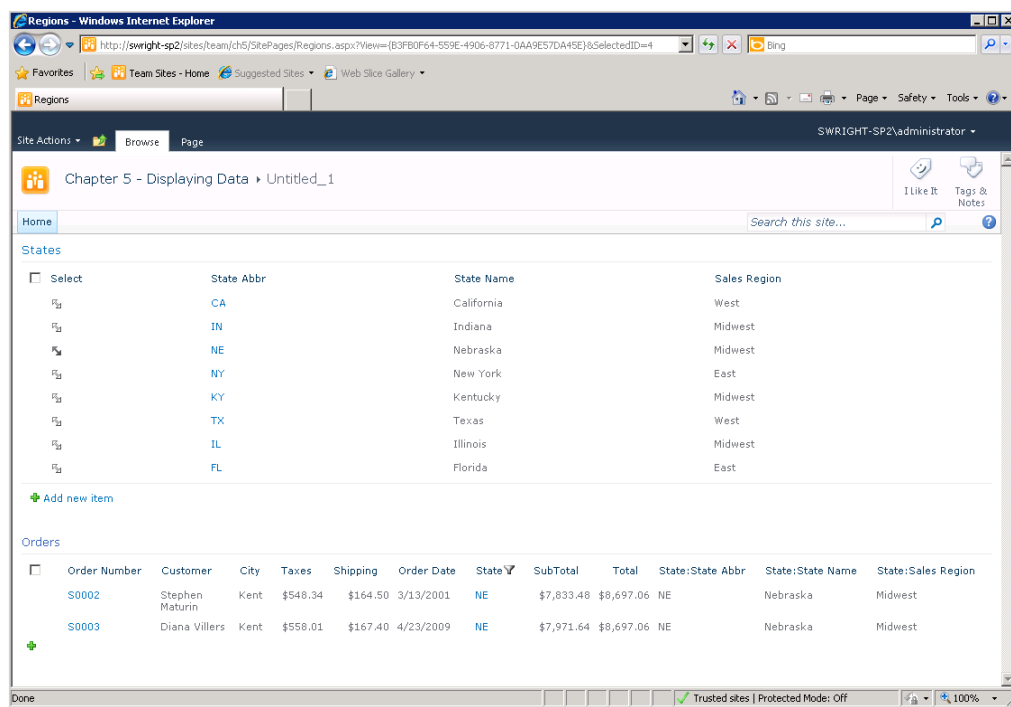 Regions - Windows Internet Explorer
http://swright-sp2/sites/team/ch5/SitePages/Regions.aspx?View={B3FB0F64-559E-4906-8771-0AA9E57DA45E}&SelectedID=4
Bing
Favorites Team Sites - Home Suggested Sites Web Slice Gallery
Regions Page Safety Tools
Site Actions Browse Page SWRIGHT-SP2\administrator
Chapter 5 - Displaying Data Untitled_1 I Like It Tags & Notes
Home Search this site...
States
Select State Abbr State Name Sales Region
CA California West
IN Indiana Midwest
NE Nebraska Midwest
NY New York East
KY Kentucky Midwest
TX Texas West
IL Illinois Midwest
FL Florida East
Add new item
Orders
Order Number Customer City Taxes Shipping Order Date State SubTotal Total State:State Abbr State:State Name State:Sales Region
S0002 Stephen Maturin Kent $548.34 $164.50 3/13/2001 NE $7,833.48 $8,697.06 NE Nebraska Midwest
S0003 Diana Villers Kent $558.01 $167.40 4/23/2009 NE $7,971.64 $8,697.06 NE Nebraska Midwest
Done Trusted sites | Protected Mode: Off 100%